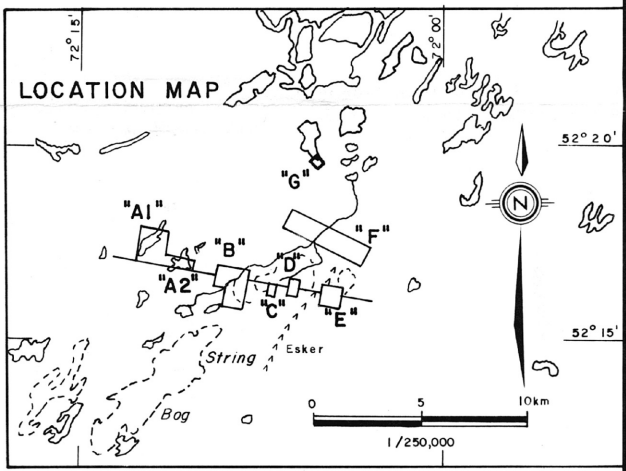 72° 15'
72° 00'
LOCATION MAP
52° 20'
"G"
N
"A1"
"F"
"B"
"D"
"A2"
"C"
"E"
52° 15'
Esker
String
Bog
0 5 10km
1/250,000